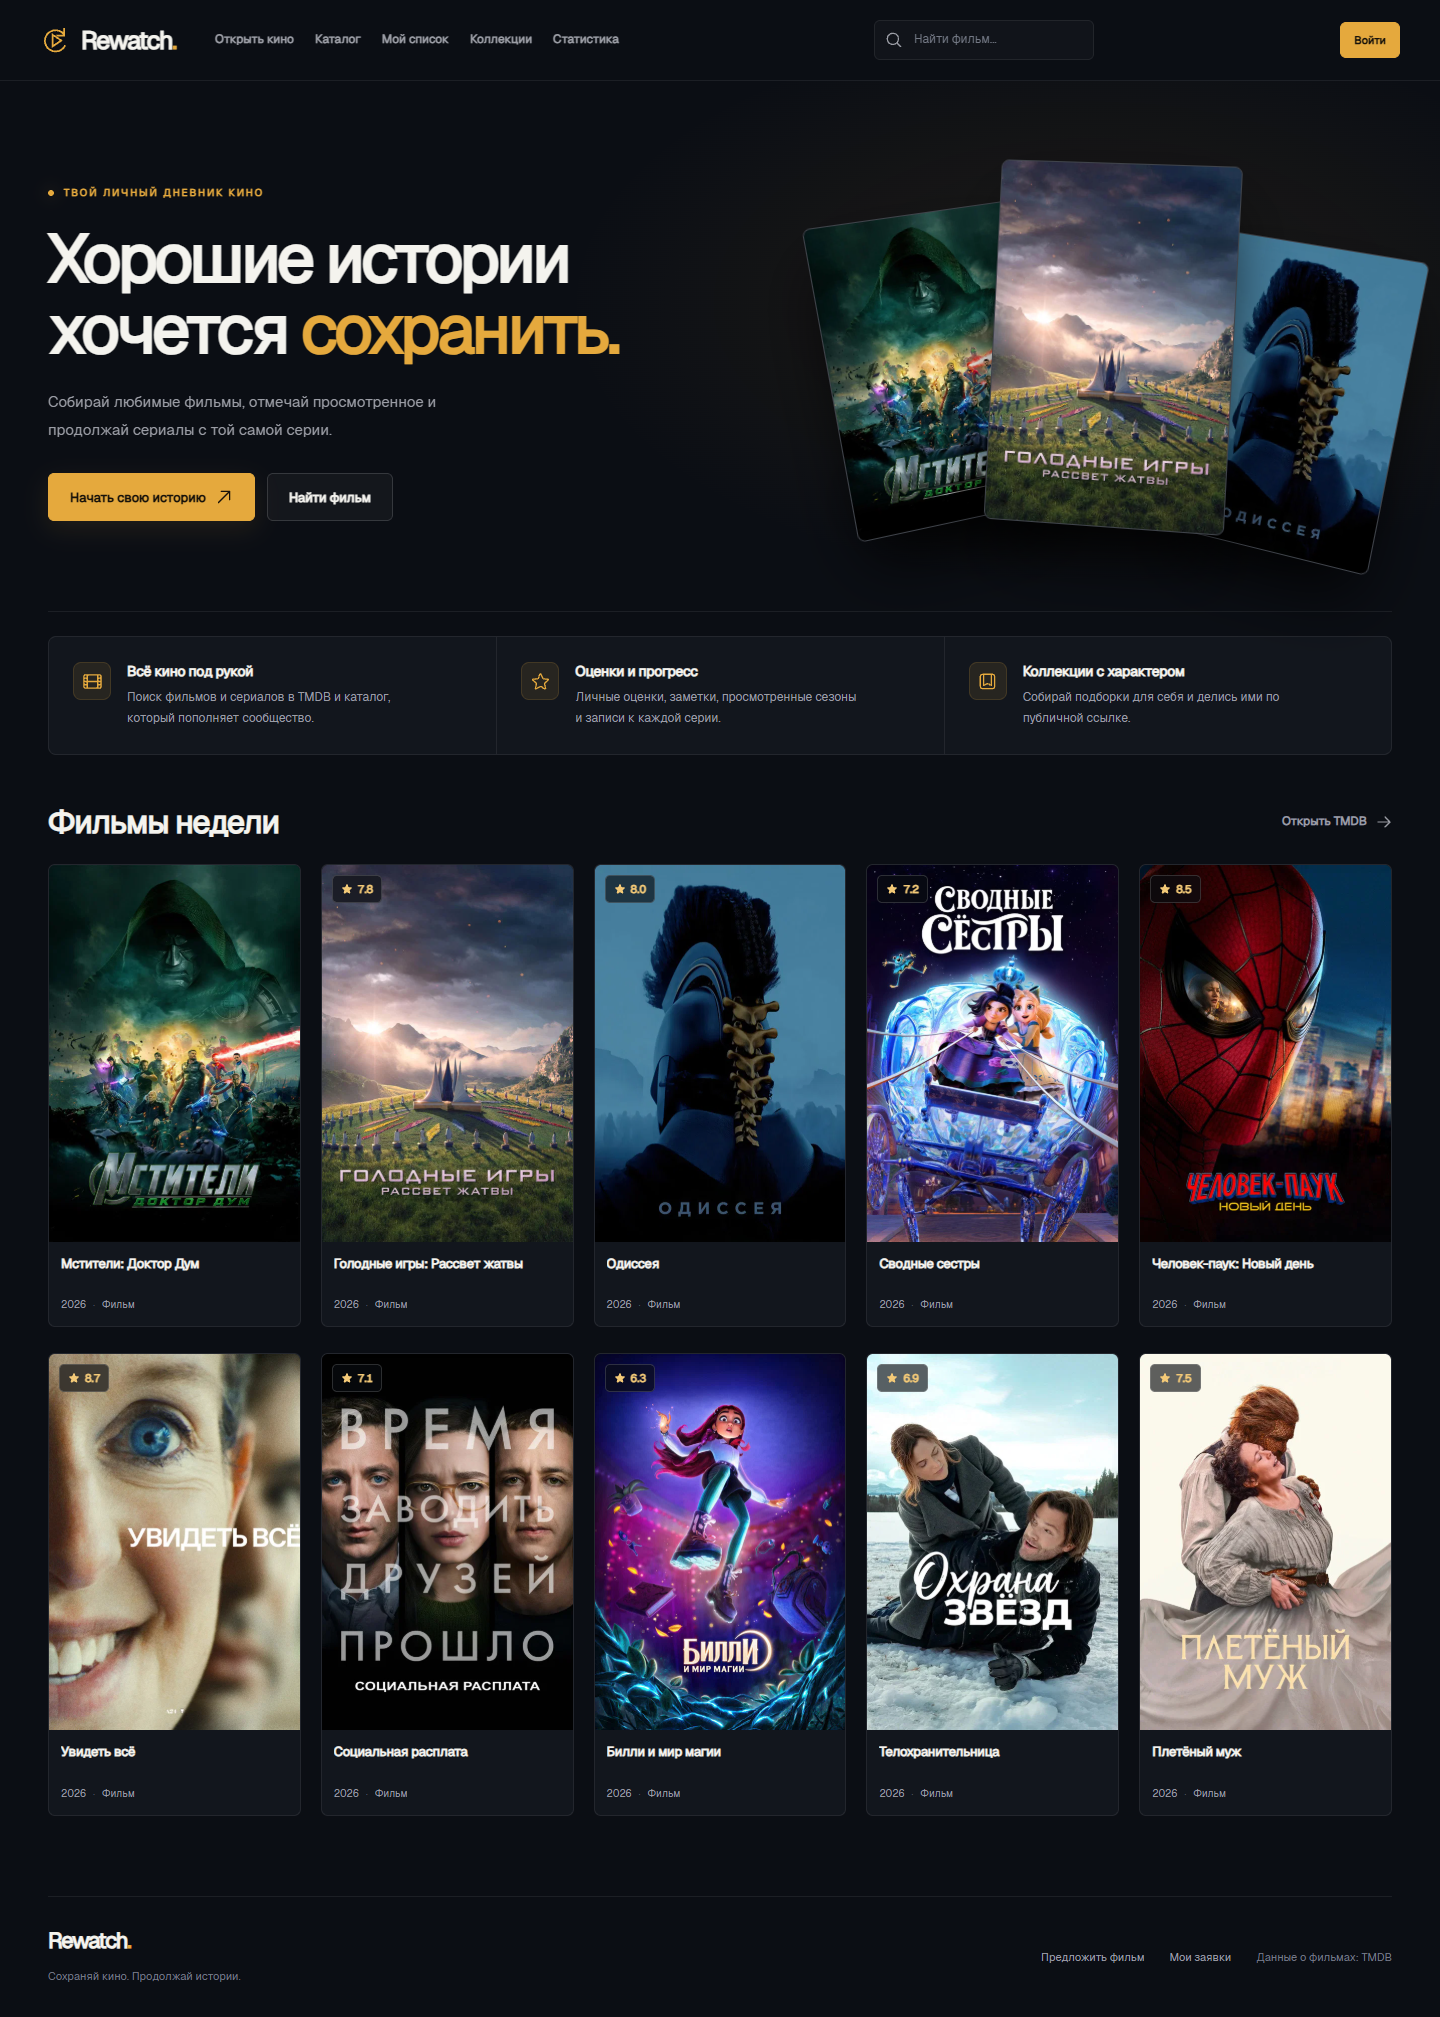 Rewatch.
Открыть кино
Каталог
Мой список
Коллекции
Статистика
Найти фильм...
Войти
ТВОЙ ЛИЧНЫЙ ДНЕВНИК КИНО
Хорошие истории
хочется сохранить.
Собирай любимые фильмы, отмечай просмотренное и
продолжай сериалы с той самой серии.
Начать свою историю
Найти фильм
МСТИТЕ
ДОКТОР
ГОЛОДНЫЕ ИГРЫ
РАССВЕТ ЖАТВЫ
ОДИССЕЯ
Всё кино под рукой
Поиск фильмов и сериалов в TMDB и каталог,
который пополняет сообщество.
Оценки и прогресс
Личные оценки, заметки, просмотренные сезоны
и записи к каждой серии.
Коллекции с характером
Собирай подборки для себя и делись ими по
публичной ссылке.
Фильмы недели
Открыть TMDB
МСТИТЕЛИ
ДОКТОР ДУМ
Мстители: Доктор Дум
2026 · Фильм
7.8
ГОЛОДНЫЕ ИГРЫ
РАССВЕТ ЖАТВЫ
Голодные игры: Рассвет жатвы
2026 · Фильм
8.0
ОДИССЕЯ
Одиссея
2026 · Фильм
7.2
СВОДНЫЕ
СЁСТРЫ
Сводные сестры
2026 · Фильм
8.5
ЧЕЛОВЕК-ПАУК
НОВЫЙ ДЕНЬ
Человек-паук: Новый день
2026 · Фильм
8.7
УВИДЕТЬ ВСЁ
Увидеть всё
2026 · Фильм
7.1
ВРЕМЯ
ЗАВОДИТЬ
ДРУЗЕЙ
ПРОШЛО
СОЦИАЛЬНАЯ РАСПЛАТА
Социальная расплата
2026 · Фильм
6.3
БИЛЛИ
И МИР МАГИИ
Билли и мир магии
2026 · Фильм
6.9
Охрана
ЗВЁЗД
Телохранительница
2026 · Фильм
7.5
ПЛЕТЁНЫЙ
МУЖ
Плетёный муж
2026 · Фильм
Rewatch.
Сохраняй кино. Продолжай истории.
Предложить фильм
Мои заявки
Данные о фильмах: TMDB